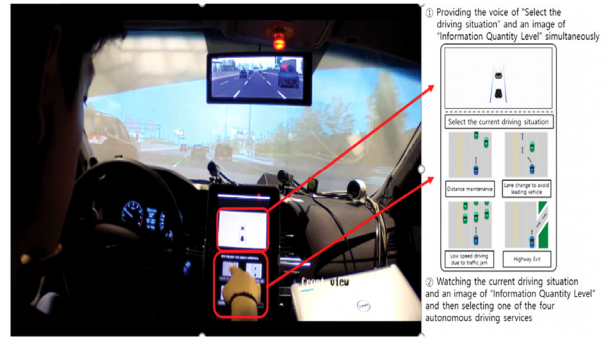 ① Providing the voice of "Select the
driving situation" and an image of
"Information Quantity Level" simultaneously
Select the current driving situation
Distance maintenance
Lane change to avoid
leading vehicle
Low speed driving
due to traffic jam
Highway Exit
② Watching the current driving situation
and an image of "Information Quantity Level"
and then selecting one of the four
autonomous driving services
front view
DELL